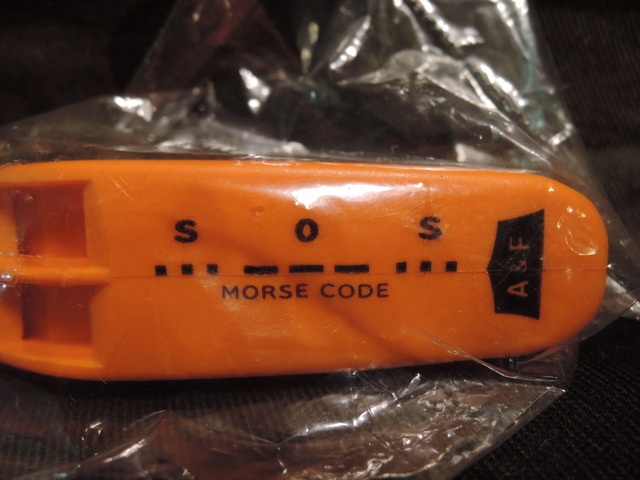 S O S
... --- ...
MORSE CODE
A & F